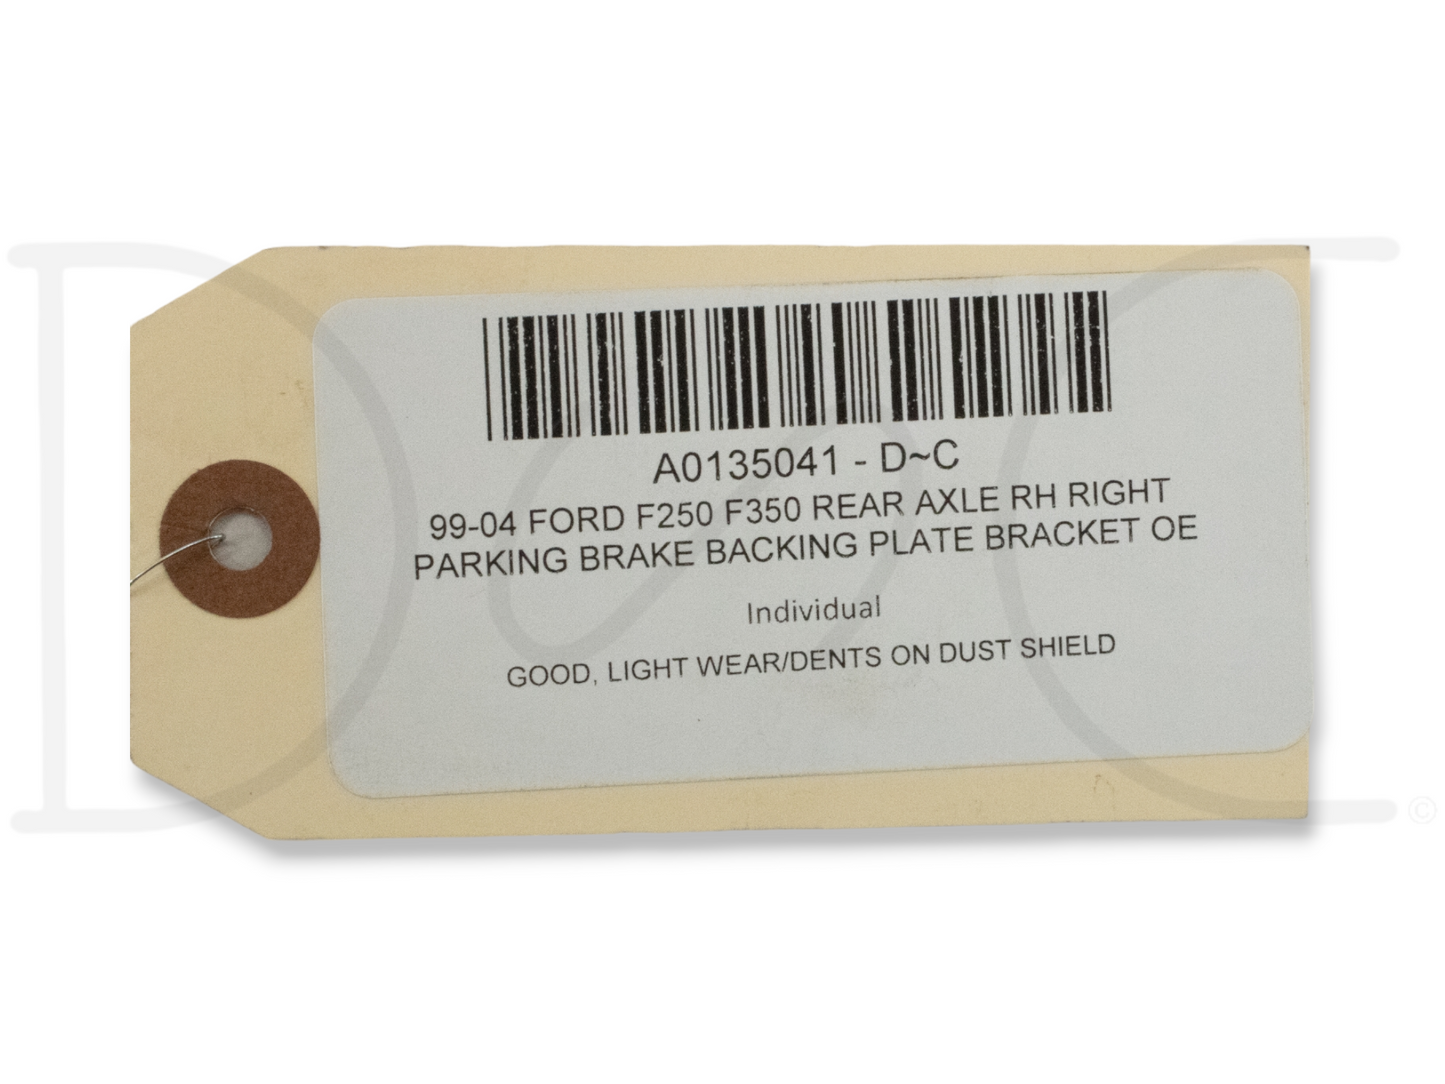 A0135041 - D~C
99-04 FORD F250 F350 REAR AXLE RH RIGHT
PARKING BRAKE BACKING PLATE BRACKET OE
Individual
GOOD, LIGHT WEAR/DENTS ON DUST SHIELD
D~C ©